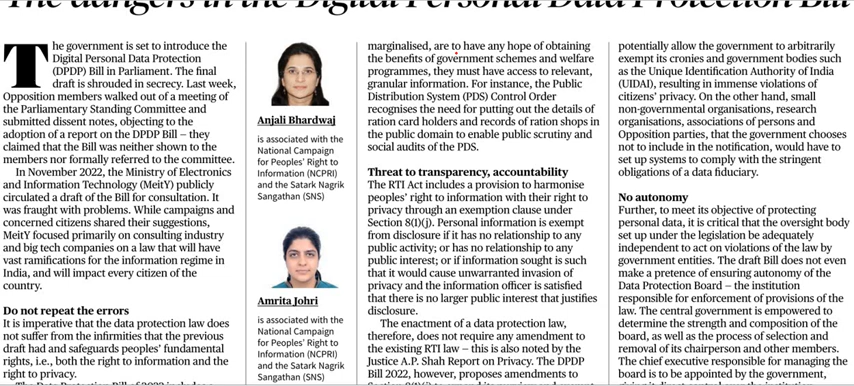 The dangers in the Digital Personal Data Protection Bill
The government is set to introduce the
Digital Personal Data Protection
(DPDP) Bill in Parliament. The final
draft is shrouded in secrecy. Last week,
Opposition members walked out of a meeting of
the Parliamentary Standing Committee and
submitted dissent notes, objecting to the
adoption of a report on the DPDP Bill — they
claimed that the Bill was neither shown to the
members nor formally referred to the committee.
In November 2022, the Ministry of Electronics
and Information Technology (MeitY) publicly
circulated a draft of the Bill for consultation. It
was fraught with problems. While campaigns and
concerned citizens shared their suggestions,
MeitY focused primarily on consulting industry
and big tech companies on a law that will have
vast ramifications for the information regime in
India, and will impact every citizen of the
country.
Do not repeat the errors
It is imperative that the data protection law does
not suffer from the infirmities that the previous
draft had and safeguards peoples' fundamental
rights, i.e., both the right to information and the
right to privacy.
Anjali Bhardwaj
is associated with the
National Campaign
for Peoples' Right to
Information (NCPRI)
and the Satark Nagrik
Sangathan (SNS)
Amrita Johri
is associated with the
National Campaign
for Peoples' Right to
Information (NCPRI)
and the Satark Nagrik
Sangathan (SNS)
marginalised, are to have any hope of obtaining
the benefits of government schemes and welfare
programmes, they must have access to relevant,
granular information. For instance, the Public
Distribution System (PDS) Control Order
recognises the need for putting out the details of
ration card holders and records of ration shops in
the public domain to enable public scrutiny and
social audits of the PDS.
Threat to transparency, accountability
The RTI Act includes a provision to harmonise
peoples' right to information with their right to
privacy through an exemption clause under
Section 8(1)(j). Personal information is exempt
from disclosure if it has no relationship to any
public activity; or has no relationship to any
public interest; or if information sought is such
that it would cause unwarranted invasion of
privacy and the information officer is satisfied
that there is no larger public interest that justifies
disclosure.
The enactment of a data protection law,
therefore, does not require any amendment to
the existing RTI law — this is also noted by the
Justice A.P. Shah Report on Privacy. The DPDP
Bill 2022, however, proposes amendments to
potentially allow the government to arbitrarily
exempt its cronies and government bodies such
as the Unique Identification Authority of India
(UIDAI), resulting in immense violations of
citizens' privacy. On the other hand, small
non-governmental organisations, research
organisations, associations of persons and
Opposition parties, that the government chooses
not to include in the notification, would have to
set up systems to comply with the stringent
obligations of a data fiduciary.
No autonomy
Further, to meet its objective of protecting
personal data, it is critical that the oversight body
set up under the legislation be adequately
independent to act on violations of the law by
government entities. The draft Bill does not even
make a pretence of ensuring autonomy of the
Data Protection Board — the institution
responsible for enforcement of provisions of the
law. The central government is empowered to
determine the strength and composition of the
board, as well as the process of selection and
removal of its chairperson and other members.
The chief executive responsible for managing the
board is to be appointed by the government,